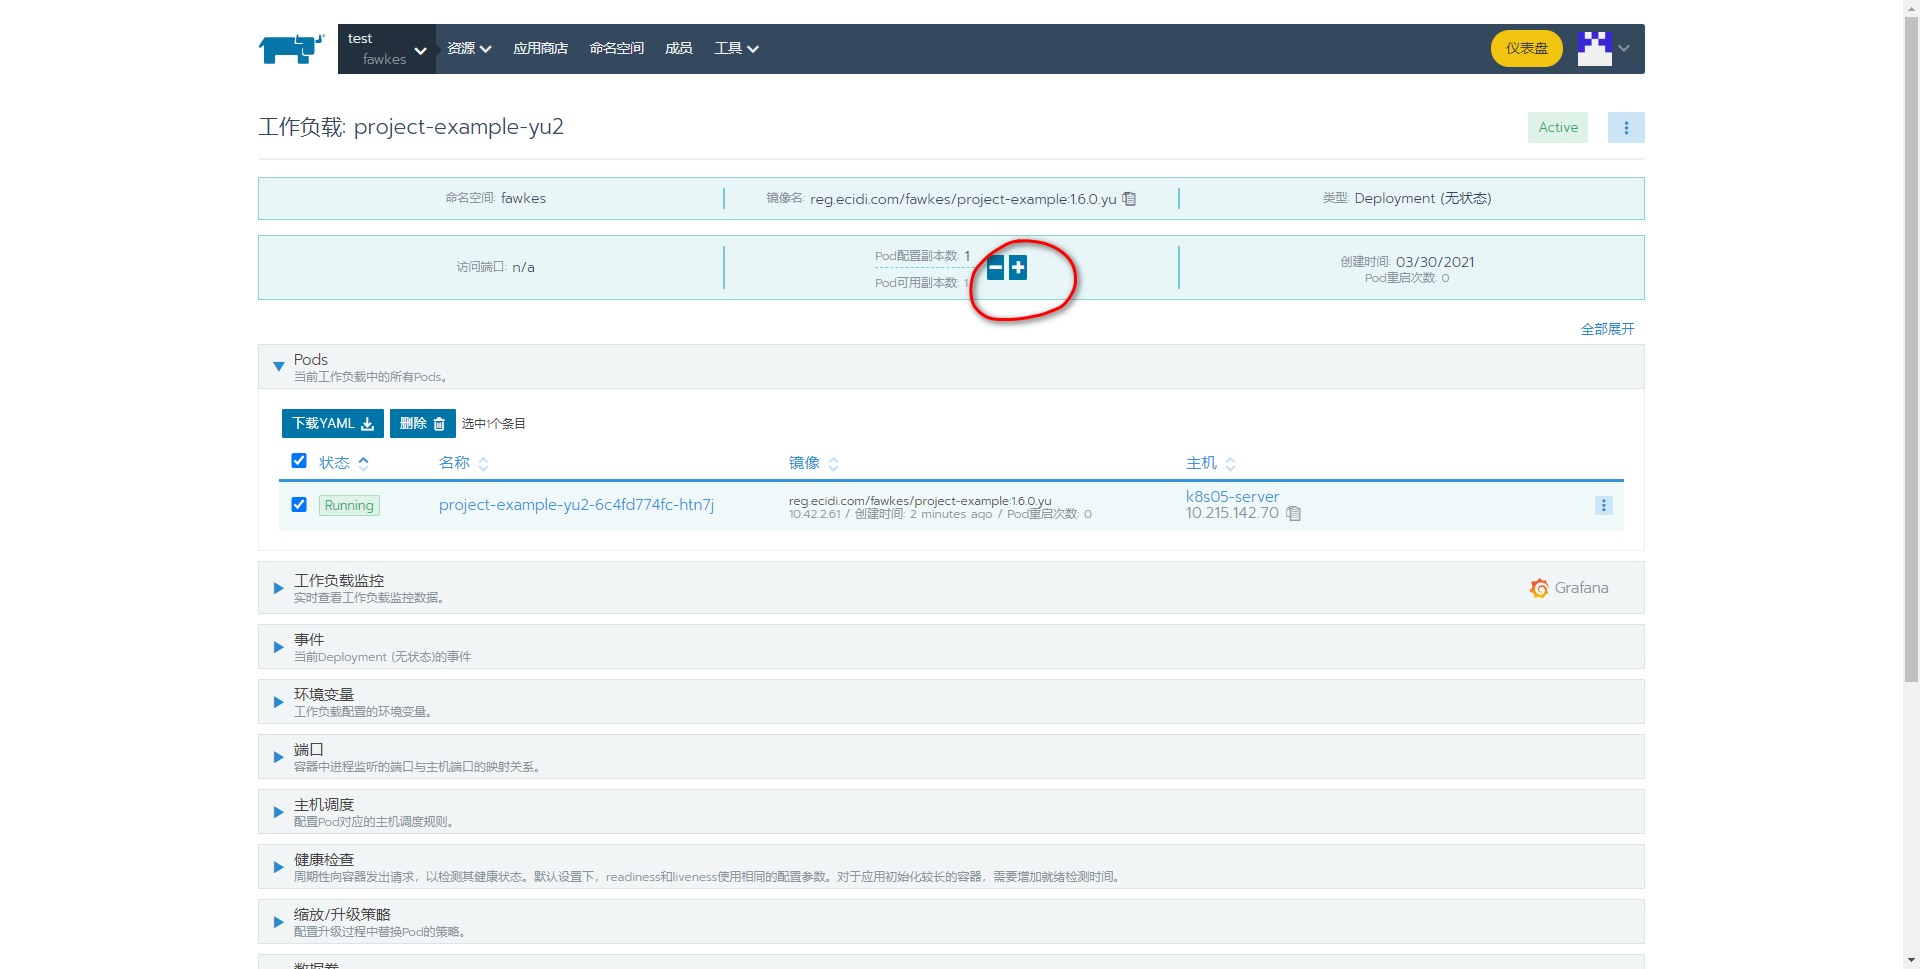 test
fawkes
资源
应用商店
命名空间
成员
工具
仪表盘
工作负载: project-example-yu2
Active
命名空间: fawkes
镜像名: reg.ecidi.com/fawkes/project-example:1.6.0.yu
类型: Deployment (无状态)
访问端口: n/a
Pod配置副本数: 1
Pod可用副本数: 1
创建时间: 03/30/2021
Pod重启次数: 0
全部展开
Pods
当前工作负载中的所有Pods。
下载YAML
删除
选中1个条目
状态
名称
镜像
主机
Running
project-example-yu2-6c4fd774fc-htn7j
reg.ecidi.com/fawkes/project-example:1.6.0.yu
10.42.2.61 / 创建时间: 2 minutes ago / Pod重启次数: 0
k8s05-server
10.215.142.70
工作负载监控
实时查看工作负载监控数据。
Grafana
事件
当前Deployment (无状态)的事件
环境变量
工作负载配置的环境变量。
端口
容器中进程监听的端口与主机端口的映射关系。
主机调度
配置Pod对应的主机调度规则。
健康检查
周期性向容器发出请求，以检测其健康状态。默认设置下，readiness和liveness使用相同的配置参数。对于应用初始化较长的容器，需要增加就绪检测时间。
缩放/升级策略
配置升级过程中替换Pod的策略。
数据卷